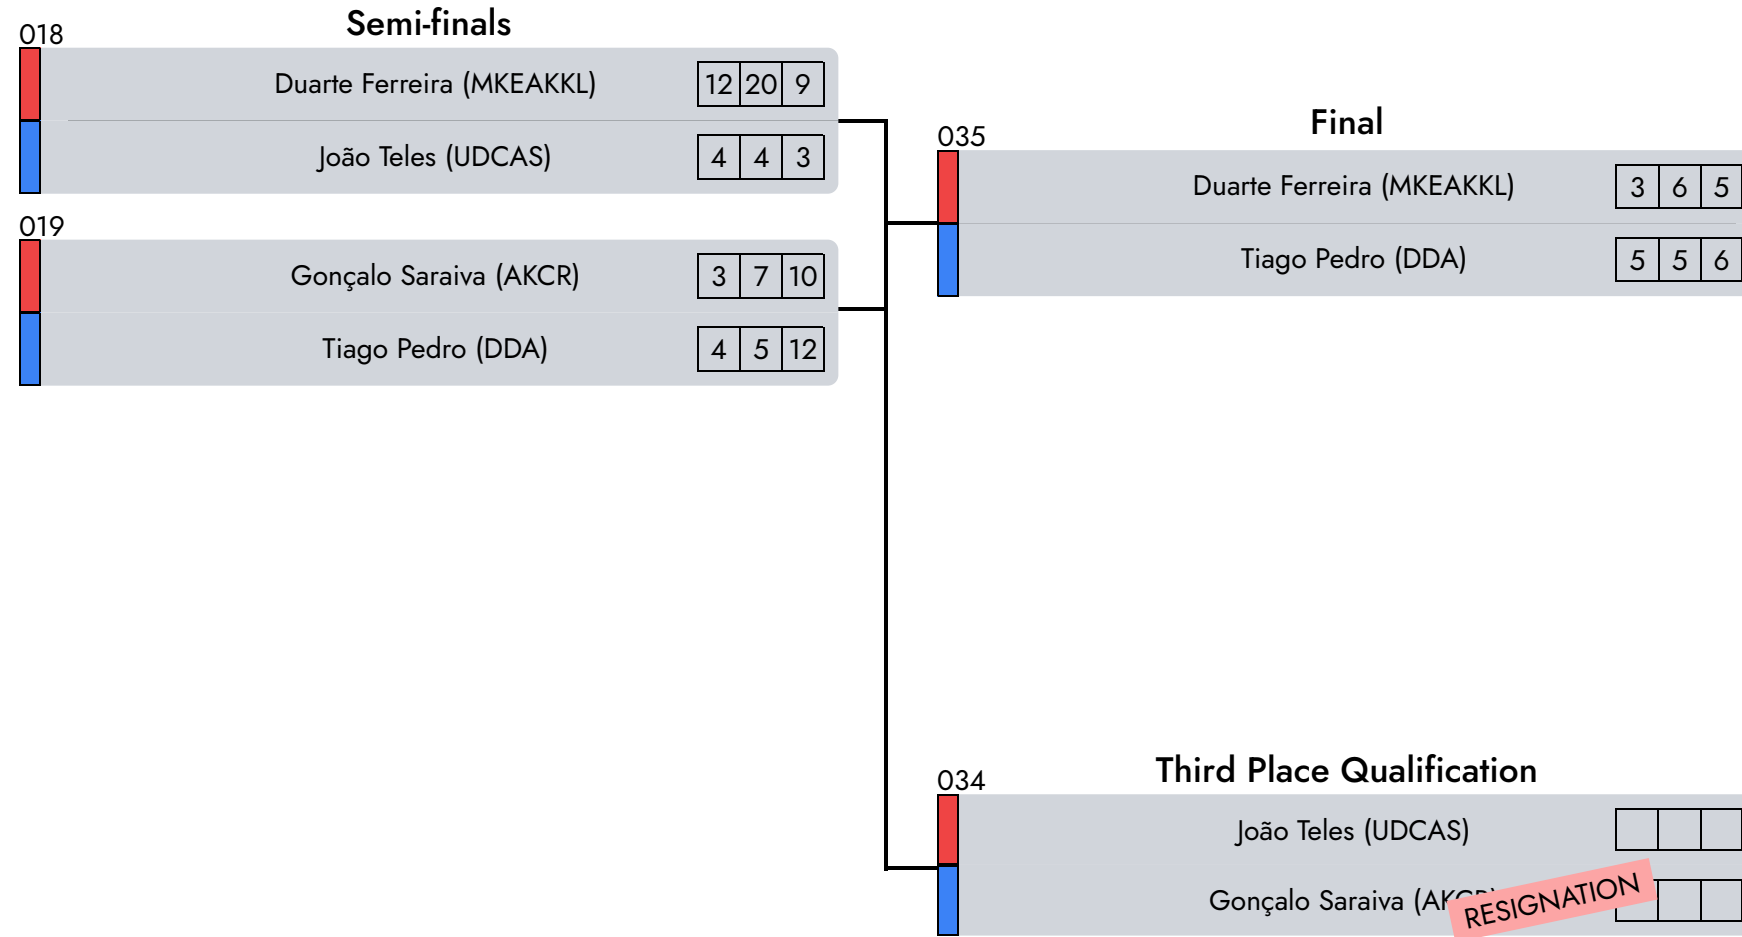 Semi-finals
018
Duarte Ferreira (MKEAKKL) 12 20 9
João Teles (UDCAS) 4 4 3
019
Gonçalo Saraiva (AKCR) 3 7 10
Tiago Pedro (DDA) 4 5 12
Final
035
Duarte Ferreira (MKEAKKL) 3 6 5
Tiago Pedro (DDA) 5 5 6
Third Place Qualification
034
João Teles (UDCAS)
Gonçalo Saraiva (AKCR)
RESIGNATION